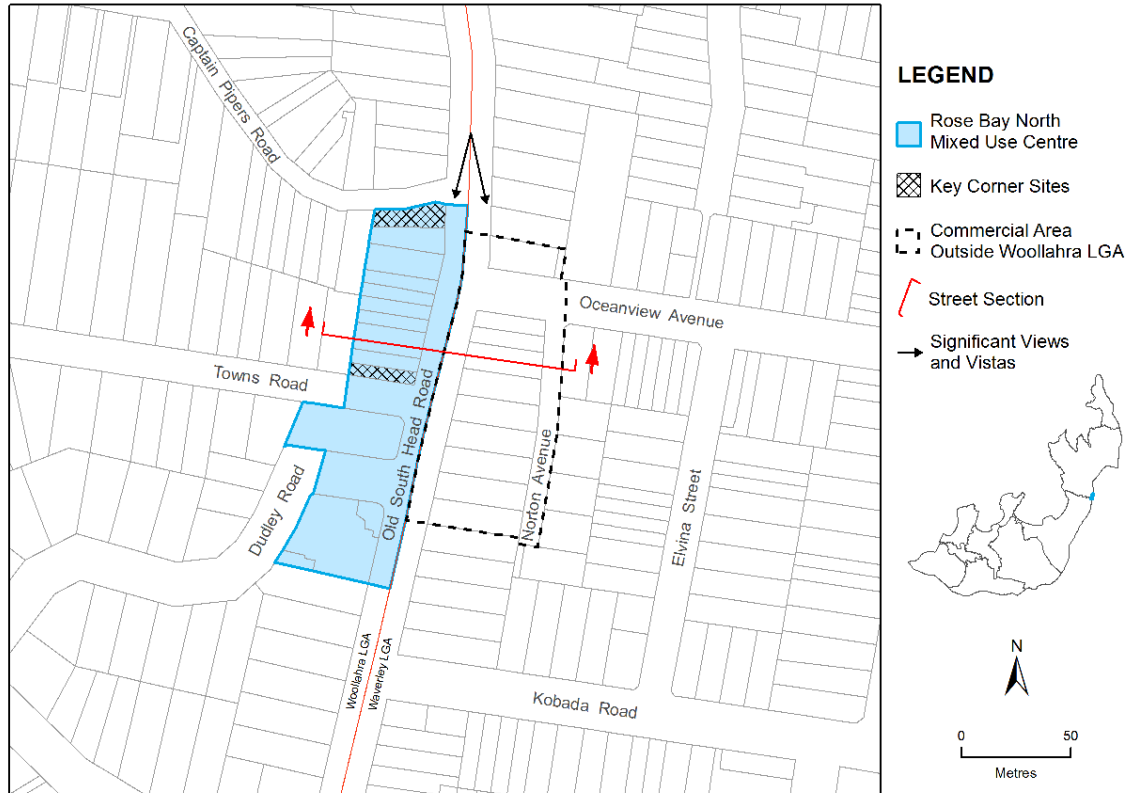 Captain Pipers Road
Oceanview Avenue
Towns Road
Old South Head Road
Norton Avenue
Dudley Road
Elvina Street
Woollahra LGA
Waverley LGA
Kobada Road
LEGEND
Rose Bay North
Mixed Use Centre
Key Corner Sites
Commercial Area
Outside Woollahra LGA
Street Section
Significant Views
and Vistas
N
0 50
Metres